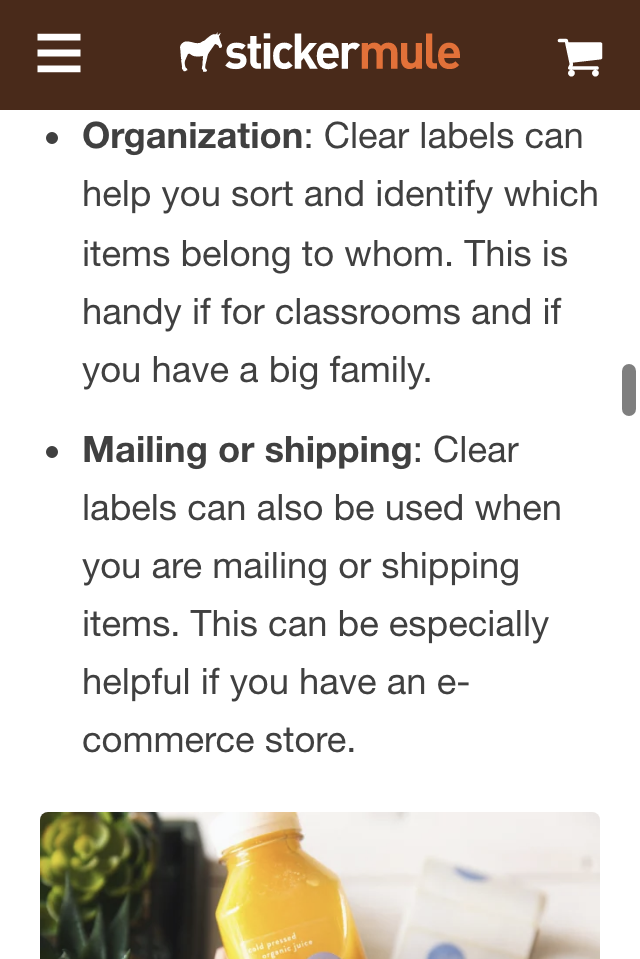 stickermule
Organization: Clear labels can
help you sort and identify which
items belong to whom. This is
handy if for classrooms and if
you have a big family.
Mailing or shipping: Clear
labels can also be used when
you are mailing or shipping
items. This can be especially
helpful if you have an e-
commerce store.
cold pressed
organic juice